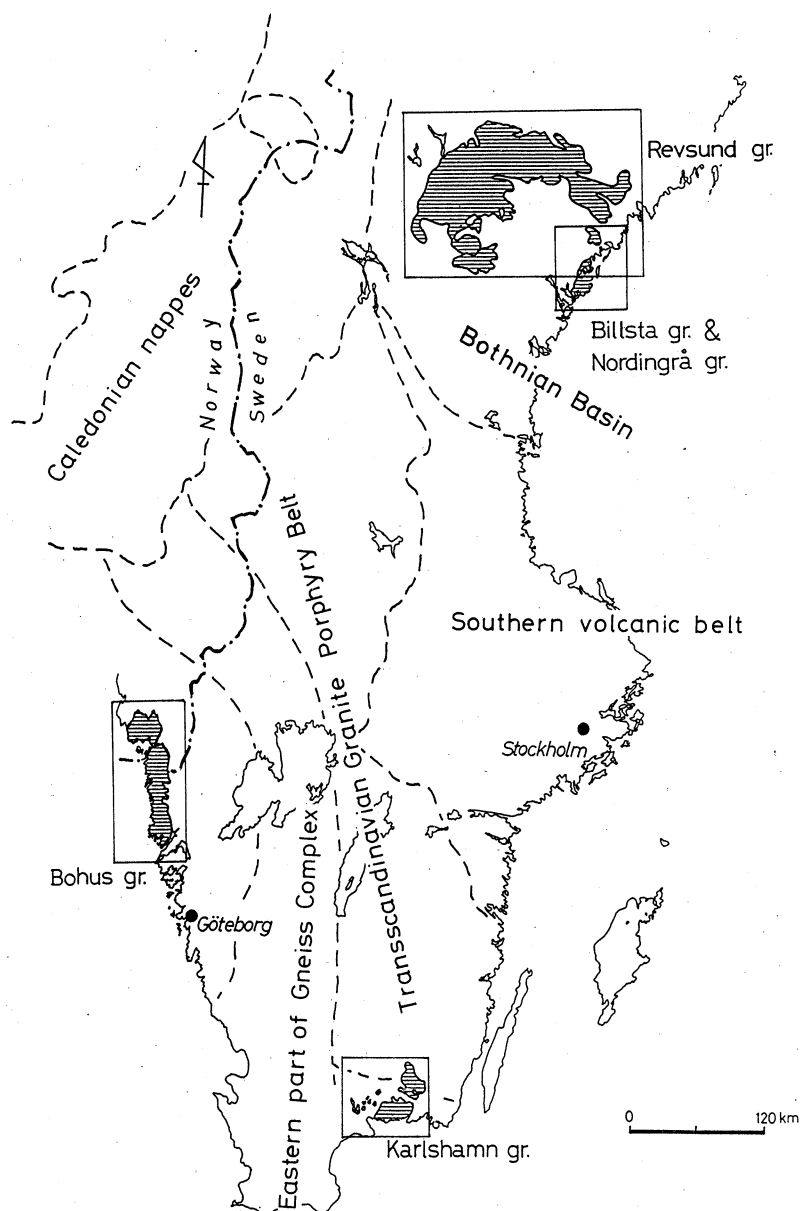 Revsund gr.
Billsta gr. &
Nordingrå gr.
Bothnian Basin
Caledonian nappes
Norway
Sweden
Transscandinavian Granite Porphyry Belt
Southern volcanic belt
Stockholm
Bohus gr.
Göteborg
Eastern part of Gneiss Complex
Karlshamn gr.
0 120 km